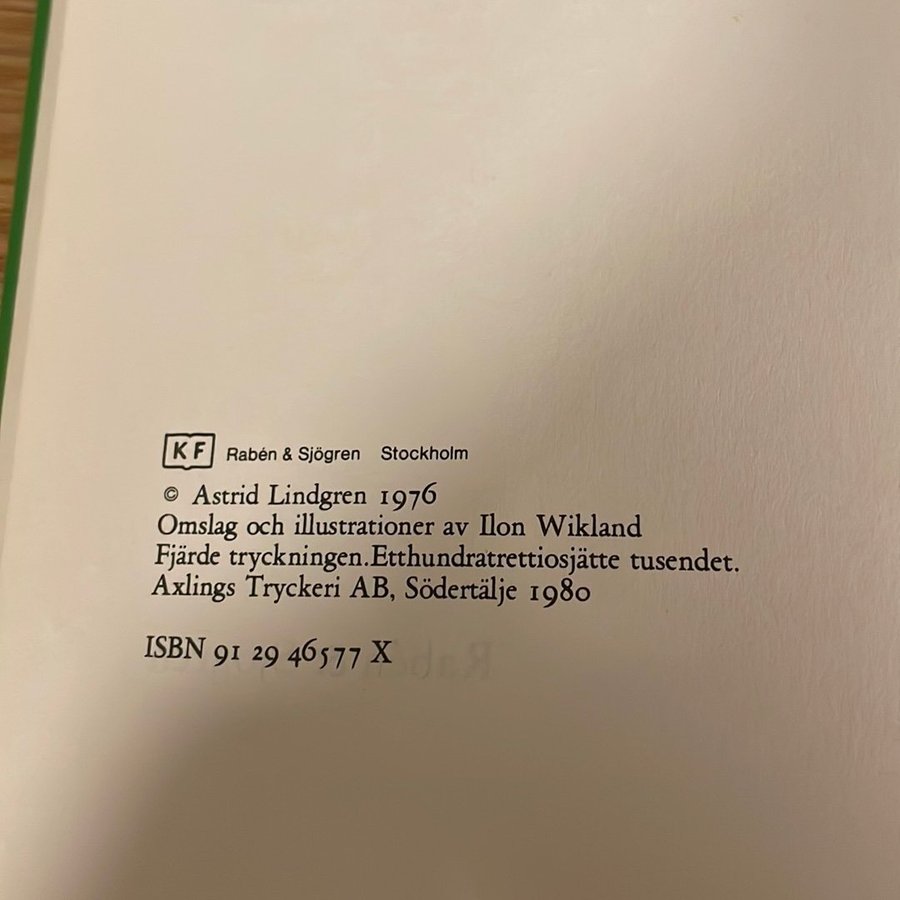 KF Rabén & Sjögren Stockholm
© Astrid Lindgren 1976
Omslag och illustrationer av Ilon Wikland
Fjärde tryckningen.Etthundratrettiosjätte tusendet.
Axlings Tryckeri AB, Södertälje 1980
ISBN 91 29 46577 X